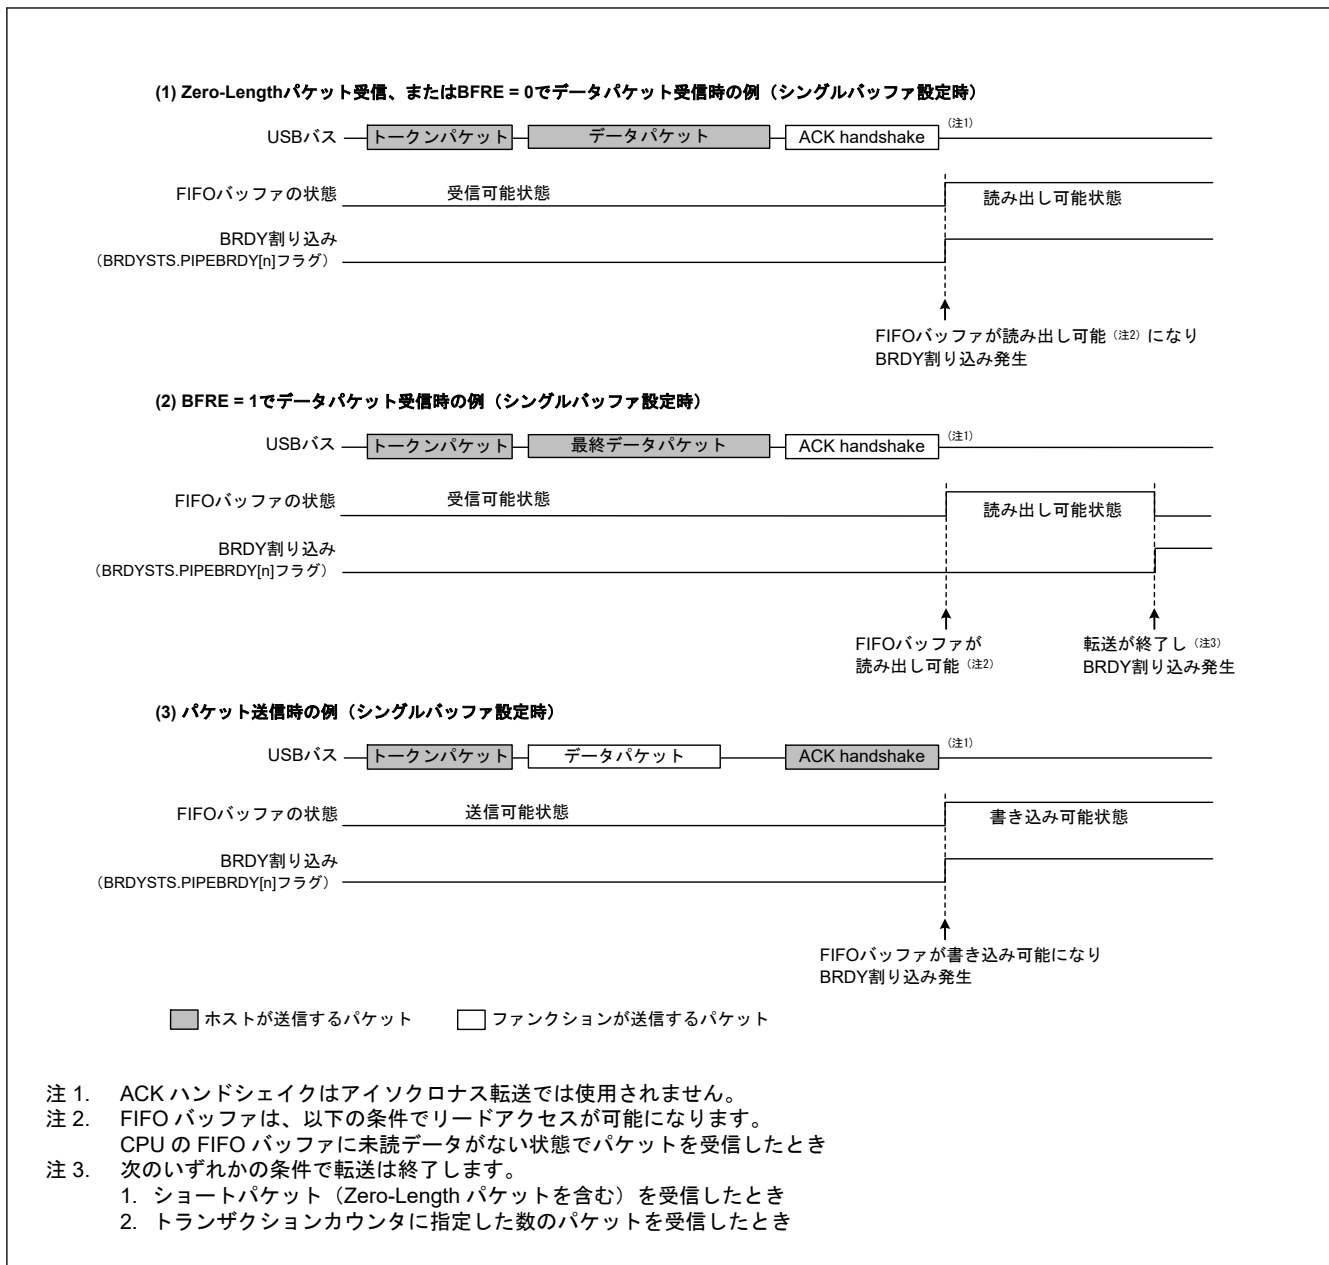 (1) Zero-Lengthパケット受信、またはBFRE = 0でデータパケット受信時の例（シングルバッファ設定時）
USBバス トークンパケット データパケット ACK handshake （注1）
FIFOバッファの状態 受信可能状態 読み出し可能状態
BRDY割り込み
（BRDYSTS.PIPEBRDY[n]フラグ）
FIFOバッファが読み出し可能（注2）になり
BRDY割り込み発生
(2) BFRE = 1でデータパケット受信時の例（シングルバッファ設定時）
USBバス トークンパケット 最終データパケット ACK handshake （注1）
FIFOバッファの状態 受信可能状態 読み出し可能状態
BRDY割り込み
（BRDYSTS.PIPEBRDY[n]フラグ）
FIFOバッファが
読み出し可能（注2）
転送が終了し（注3）
BRDY割り込み発生
(3) パケット送信時の例（シングルバッファ設定時）
USBバス トークンパケット データパケット ACK handshake （注1）
FIFOバッファの状態 送信可能状態 書き込み可能状態
BRDY割り込み
（BRDYSTS.PIPEBRDY[n]フラグ）
FIFOバッファが書き込み可能になり
BRDY割り込み発生
ホストが送信するパケット ファンクションが送信するパケット
注 1. ACK ハンドシェイクはアイソクロナス転送では使用されません。
注 2. FIFO バッファは、以下の条件でリードアクセスが可能になります。
CPU の FIFO バッファに未読データがない状態でパケットを受信したとき
注 3. 次のいずれかの条件で転送は終了します。
1. ショートパケット（Zero-Length パケットを含む）を受信したとき
2. トランザクションカウンタに指定した数のパケットを受信したとき